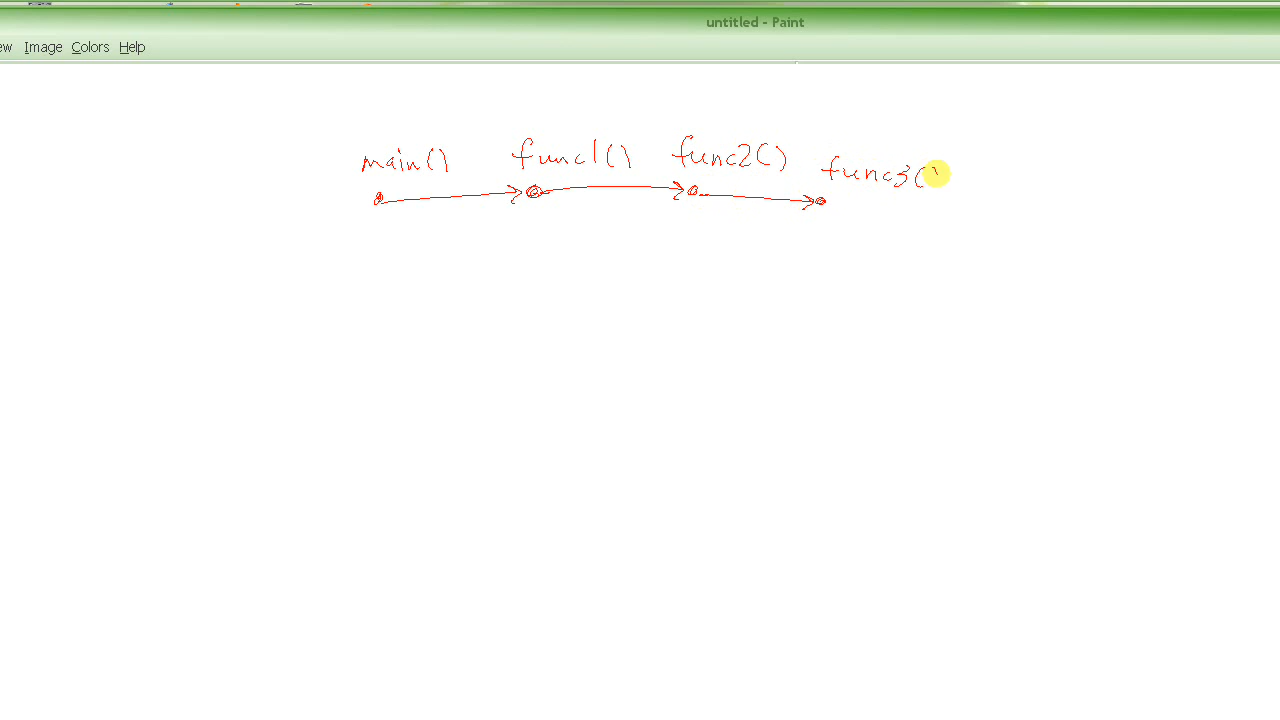 untitled - Paint
ew Image Colors Help
main() func1() func2() func3()